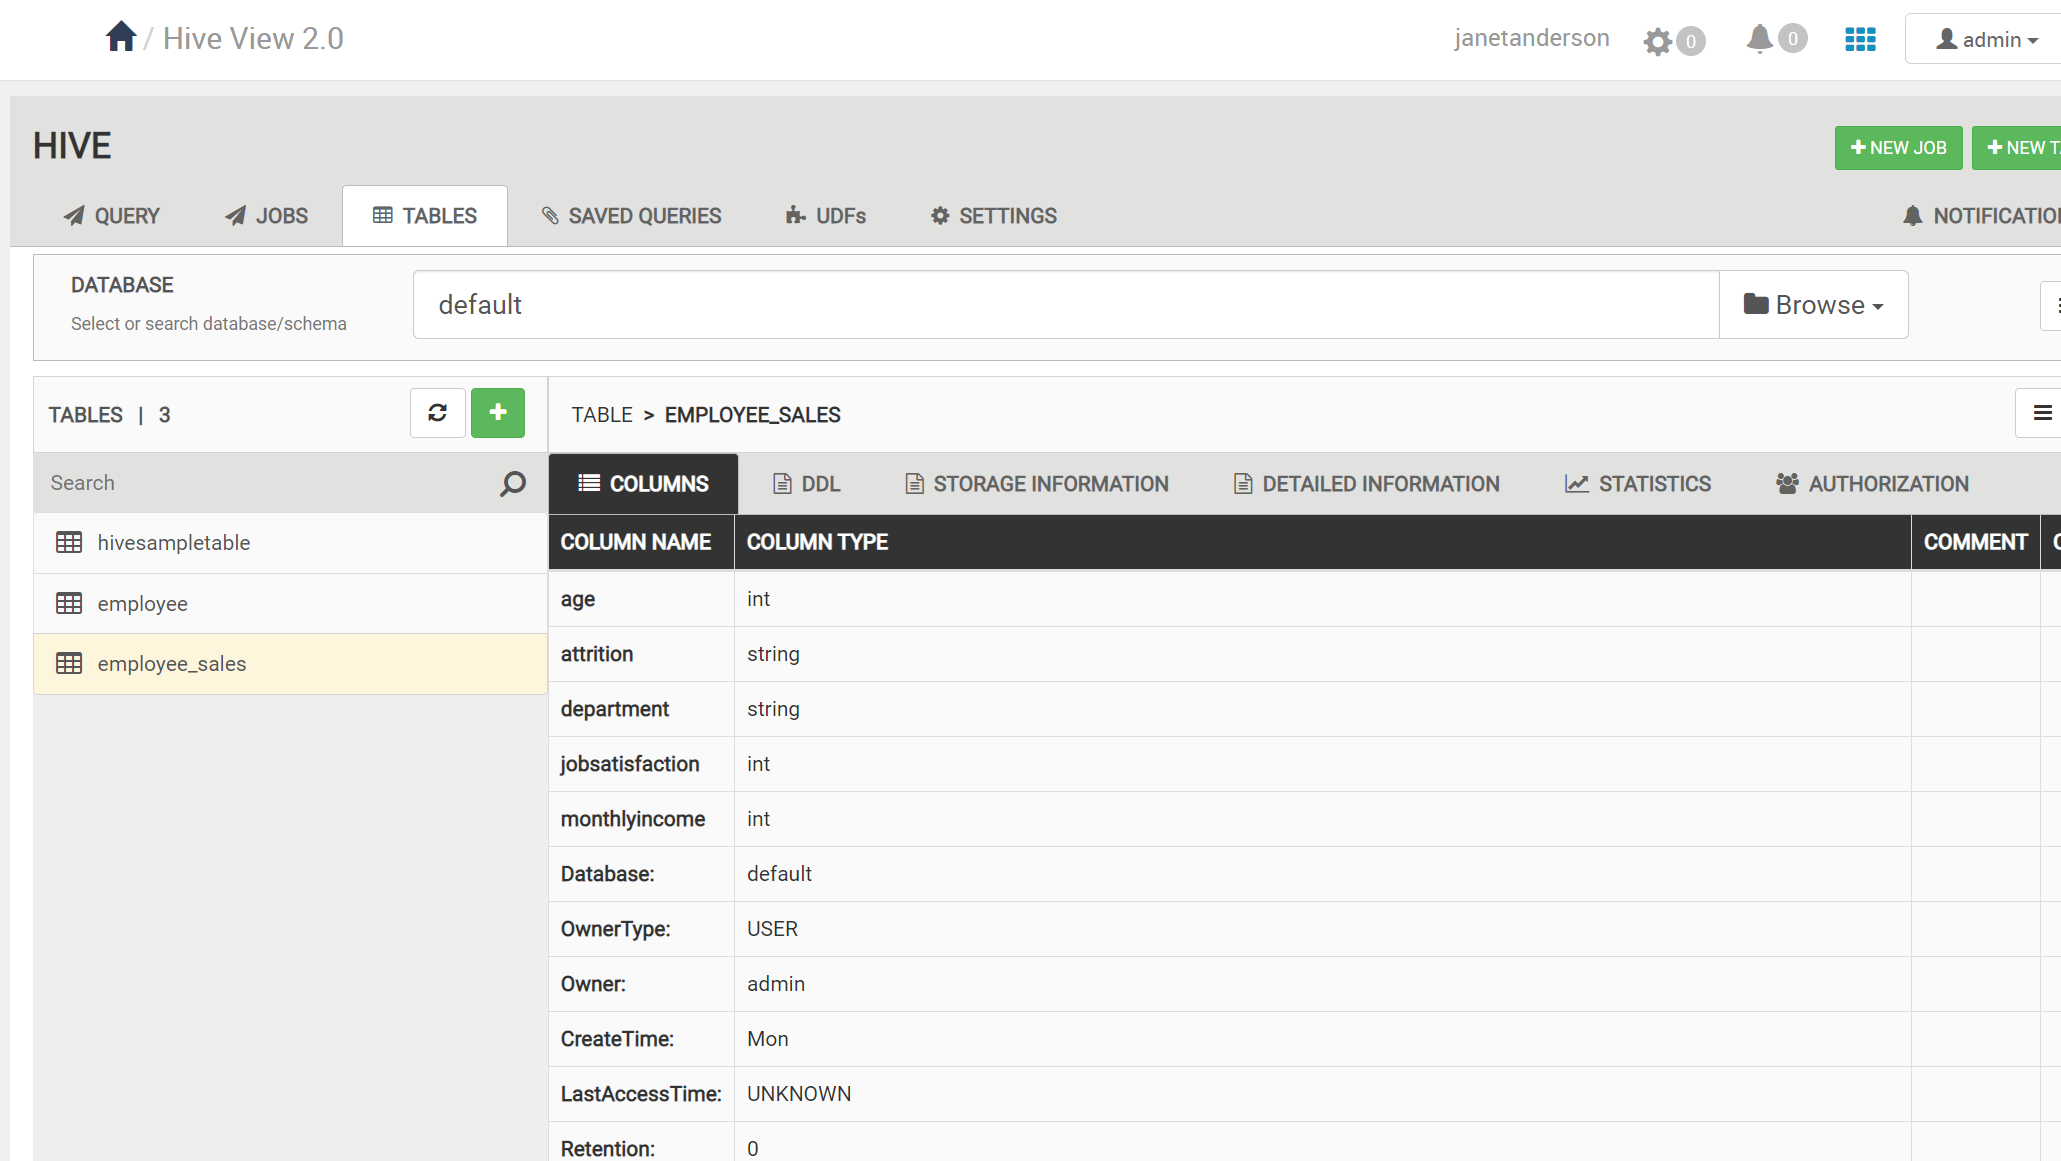 / Hive View 2.0
janetanderson
0
0
admin
HIVE
NEW JOB
NEW
QUERY
JOBS
TABLES
SAVED QUERIES
UDFs
SETTINGS
DATABASE
Select or search database/schema
default
Browse
TABLES | 3
TABLE > EMPLOYEE_SALES
Search
COLUMNS
DDL
STORAGE INFORMATION
DETAILED INFORMATION
STATISTICS
AUTHORIZATION
hivesampletable
employee
employee_sales
COLUMN NAME COLUMN TYPE COMMENT
age int
attrition string
department string
jobsatisfaction int
monthlyincome int
Database: default
OwnerType: USER
Owner: admin
CreateTime: Mon
LastAccessTime: UNKNOWN
Retention: 0